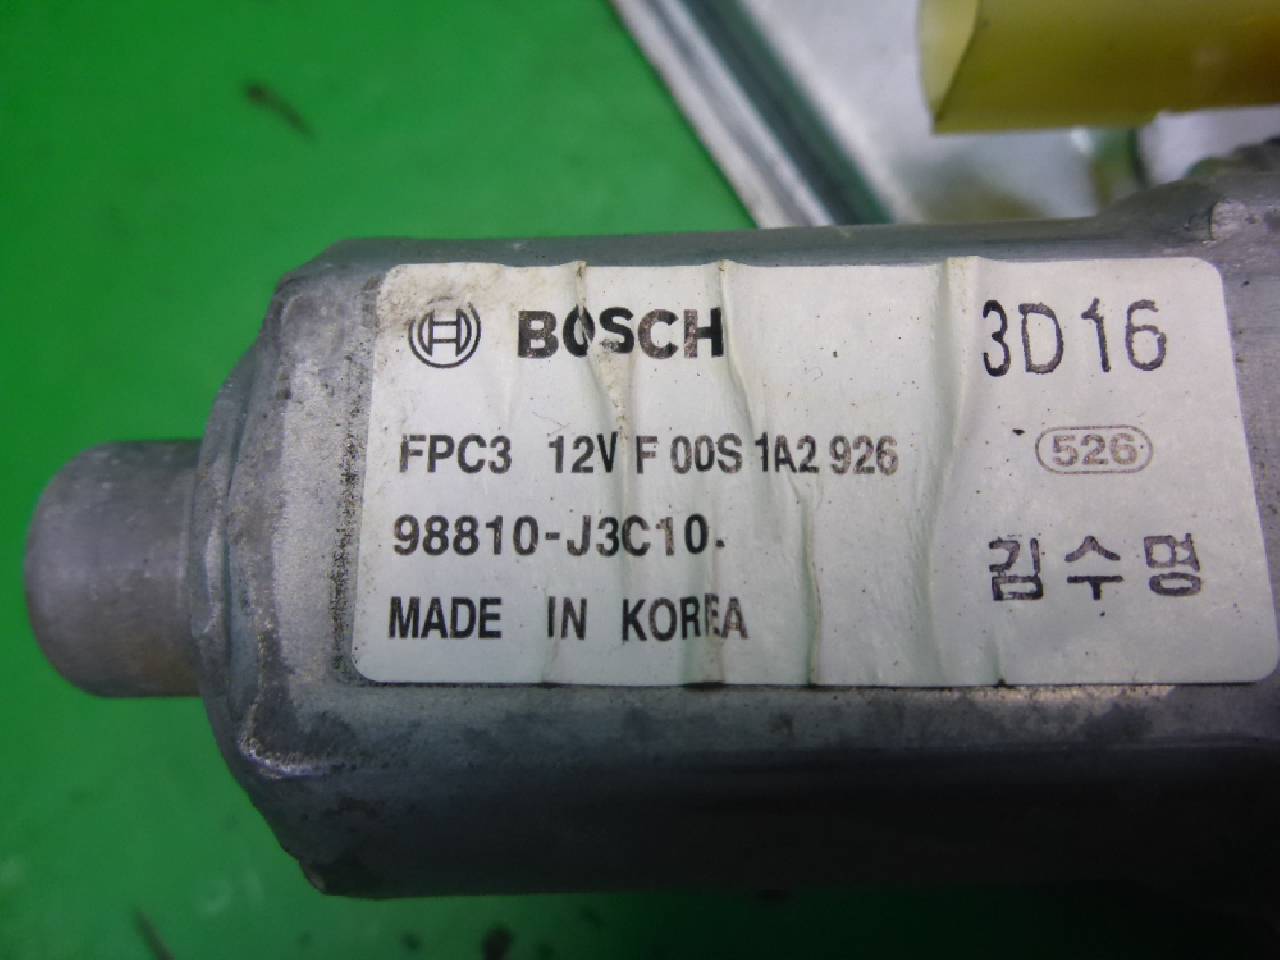 BOSCH 3D16
FPC3 12V F 00S 1A2 926 526
98810-J3C10.
김수명
MADE IN KOREA